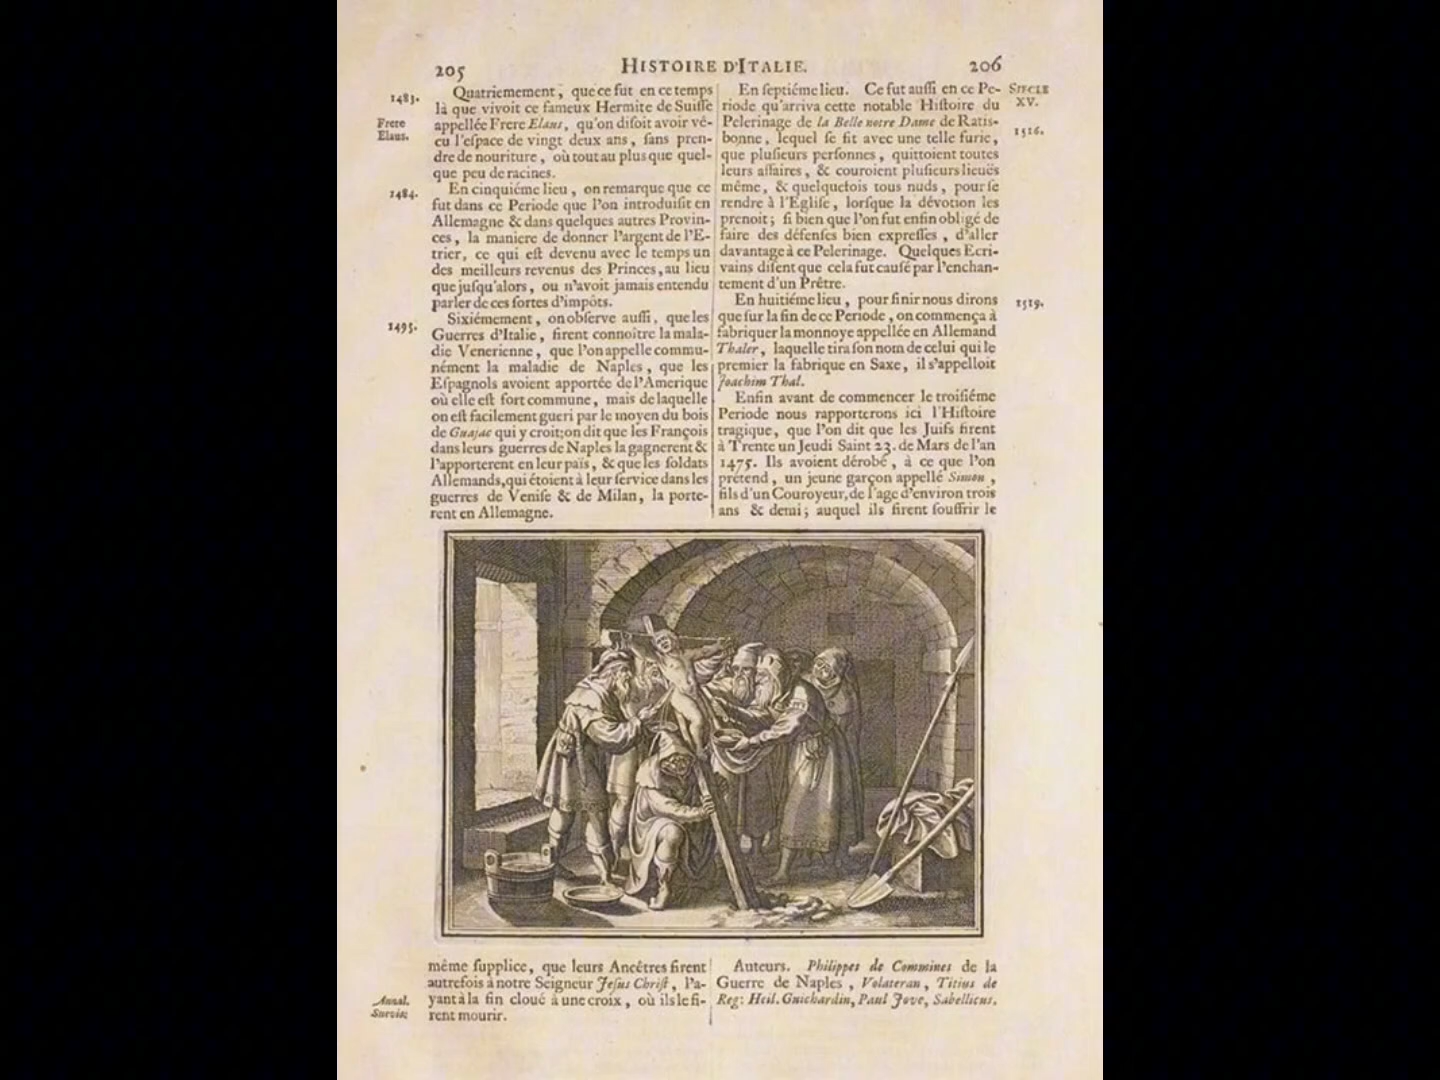 205
HISTOIRE D'ITALIE.
206
1483.
Frere
Elaus.
1484.
1495.
Quatriemement, que ce fut en ce temps
là que vivoit ce fameux Hermite de Suiſſe
appellée Frere Elaus, qu'on diſoit avoir vé-
cu l'eſpace de vingt deux ans, ſans pren-
dre de nouriture, où tout au plus que quel-
que peu de racines.
En cinquiéme lieu, on remarque que ce
fut dans ce Periode que l'on introduiſit en
Allemagne & dans quelques autres Provin-
ces, la maniere de donner l'argent de l'E-
trier, ce qui eſt devenu avec le temps un
des meilleurs revenus des Princes, au lieu
que juſqu'alors, ou n'avoit jamais entendu
parler de ces ſortes d'impôts.
Sixiémement, on obſerve auſſi, que les
Guerres d'Italie, firent connoître la mala-
die Venerienne, que l'on appelle commu-
nément la maladie de Naples, que les
Eſpagnols avoient apportée de l'Amerique
où elle eſt fort commune, mais de laquelle
on eſt facilement gueri par le moyen du bois
de Guajac qui y croit; on dit que les François
dans leurs guerres de Naples la gagnerent &
l'apporterent en leur païs, & que les ſoldats
Allemands, qui étoient à leur ſervice dans les
guerres de Veniſe & de Milan, la porte-
rent en Allemagne.
En ſeptiéme lieu. Ce fut auſſi en ce Pe-
riode qu'arriva cette notable Hiſtoire du
Pelerinage de la Belle notre Dame de Ratis-
bonne, lequel ſe fit avec une telle furie,
que pluſieurs perſonnes, quittoient toutes
leurs affaires, & couroient pluſieurs lieuës
même, & quelquefois tous nuds, pour ſe
rendre à l'Egliſe, lorſque la dévotion les
prenoit; ſi bien que l'on fut enfin obligé de
faire des défenſes bien expreſſes, d'aller
davantage à ce Pelerinage. Quelques Ecri-
vains diſent que cela fut cauſé par l'enchan-
tement d'un Prêtre.
En huitiéme lieu, pour finir nous dirons
que ſur la fin de ce Periode, on commença à
fabriquer la monnoye appellée en Allemand
Thaler, laquelle tira ſon nom de celui qui le
premier la fabrique en Saxe, il s'appelloit
Joachim Thal.
Enfin avant de commencer le troiſiéme
Periode nous rapporterons ici l'Hiſtoire
tragique, que l'on dit que les Juifs firent
à Trente un Jeudi Saint 23. de Mars de l'an
1475. Ils avoient dérobé, à ce que l'on
prétend, un jeune garçon appellé Simon,
fils d'un Couroyeur, de l'age d'environ trois
ans & demi; auquel ils firent ſouffrir le
SIECLE
XV.
1516.
1519.
même ſupplice, que leurs Ancêtres firent
autrefois à notre Seigneur Jeſus Chriſt, l'a-
yant à la fin cloué à une croix, où ils le fi-
rent mourir.
Annal.
Auteurs. Philippes de Commines de la
Guerre de Naples, Volateran, Titius de
Reg: Heil. Guichardin, Paul Jove, Sabellicus.